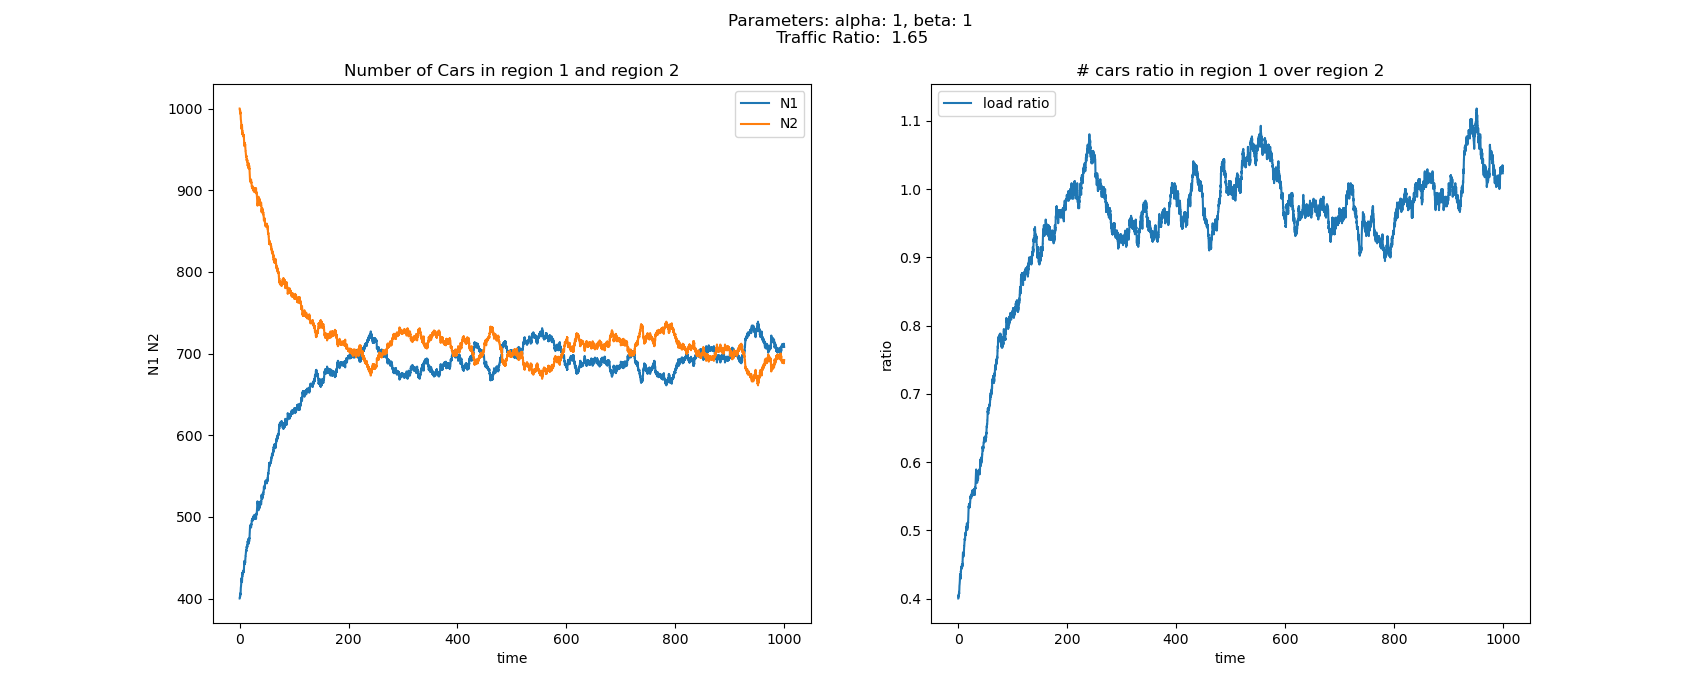 Parameters: alpha: 1, beta: 1
Traffic Ratio:  1.65
Number of Cars in region 1 and region 2
N1
N2
1000
900
800
700
600
500
400
N1 N2
0
200
400
600
800
1000
time
# cars ratio in region 1 over region 2
load ratio
1.1
1.0
0.9
0.8
0.7
0.6
0.5
0.4
ratio
0
200
400
600
800
1000
time